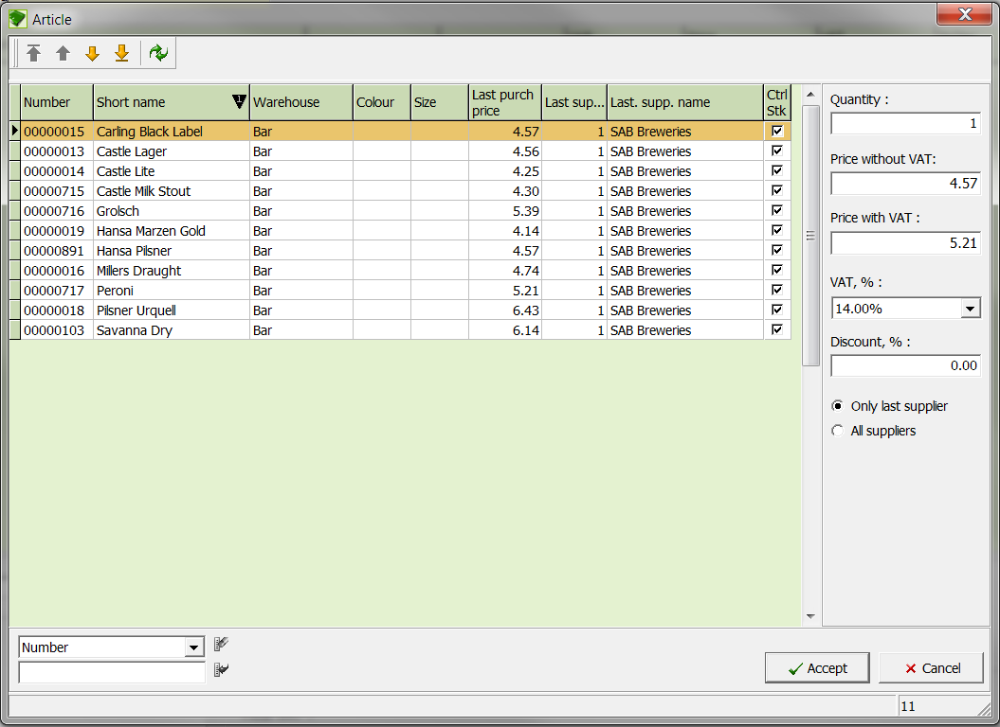 Article
Number Short name 1 Warehouse Colour Size Last purch price Last sup... Last. supp. name Ctrl Stk
00000015 Carling Black Label Bar 4.57 1 SAB Breweries
00000013 Castle Lager Bar 4.56 1 SAB Breweries
00000014 Castle Lite Bar 4.25 1 SAB Breweries
00000715 Castle Milk Stout Bar 4.30 1 SAB Breweries
00000716 Grolsch Bar 5.39 1 SAB Breweries
00000019 Hansa Marzen Gold Bar 4.14 1 SAB Breweries
00000891 Hansa Pilsner Bar 4.57 1 SAB Breweries
00000016 Millers Draught Bar 4.74 1 SAB Breweries
00000717 Peroni Bar 5.21 1 SAB Breweries
00000018 Pilsner Urquell Bar 6.43 1 SAB Breweries
00000103 Savanna Dry Bar 6.14 1 SAB Breweries
Quantity :
1
Price without VAT:
4.57
Price with VAT :
5.21
VAT, % :
14.00%
Discount, % :
0.00
Only last supplier
All suppliers
Number
Accept Cancel
11